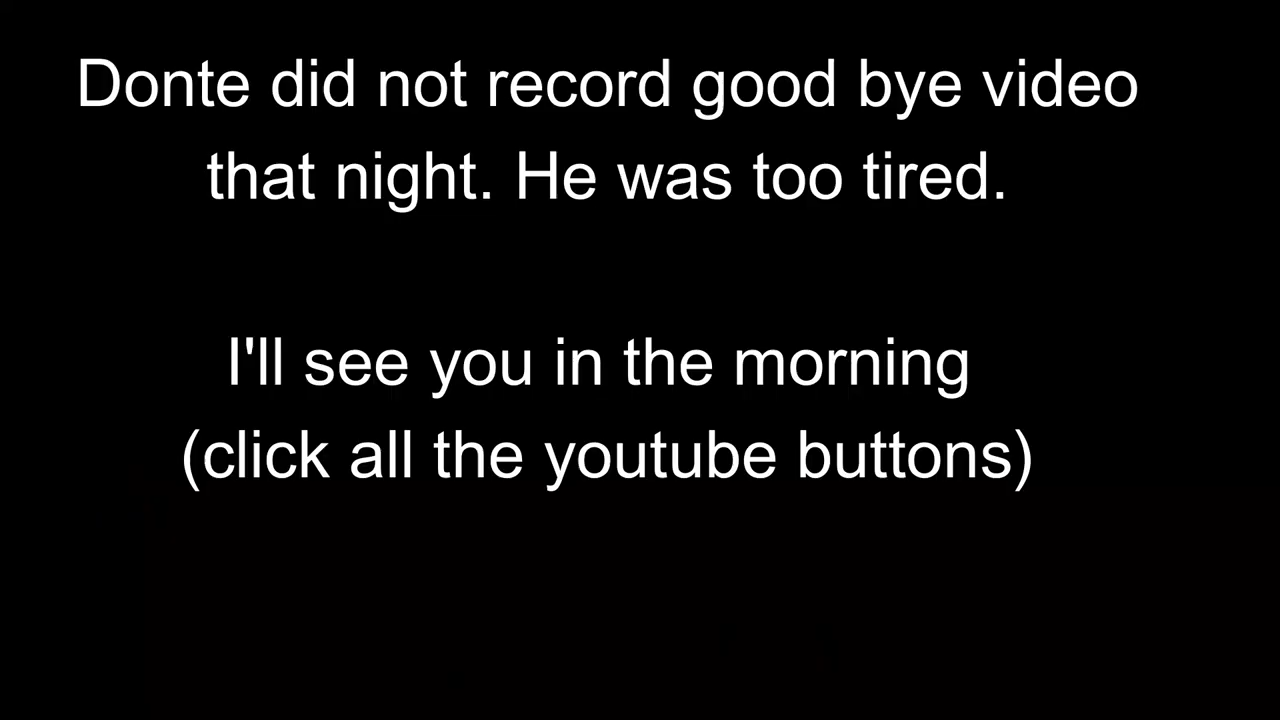 Donte did not record good bye video
that night. He was too tired.
I'll see you in the morning
(click all the youtube buttons)